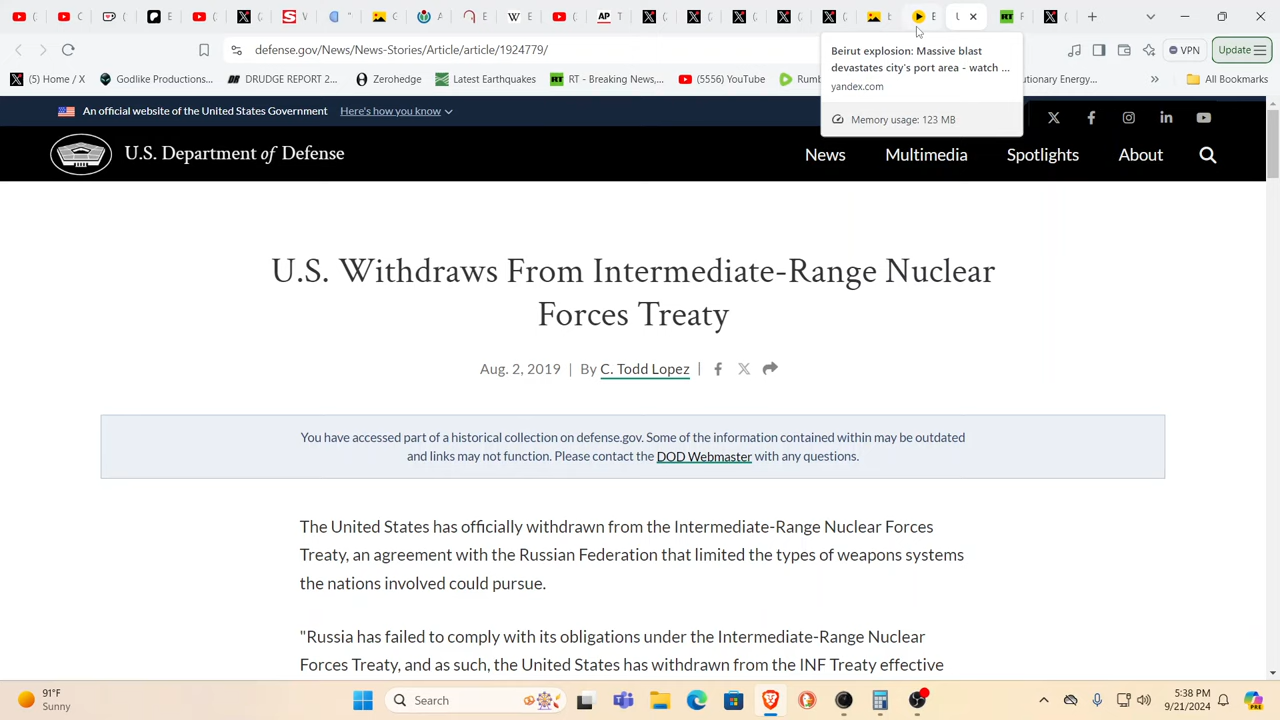 C
E
S
C
"
C
E
W
C
AP
T
(
(
(
(
(
b
E
U
RT
F
(
defense.gov/News/News-Stories/Article/article/1924779/
VPN
Update
(5) Home / X
Godlike Productions...
DRUDGE REPORT 2...
Zerohedge
Latest Earthquakes
RT - Breaking News,...
(5556) YouTube
Rumb
utionary Energy...
»
All Bookmarks
Beirut explosion: Massive blast
devastates city's port area - watch ...
yandex.com
Memory usage: 123 MB
An official website of the United States Government
Here's how you know
U.S. Department of Defense
News
Multimedia
Spotlights
About
U.S. Withdraws From Intermediate-Range Nuclear
Forces Treaty
Aug. 2, 2019 | By C. Todd Lopez |
You have accessed part of a historical collection on defense.gov. Some of the information contained within may be outdated
and links may not function. Please contact the DOD Webmaster with any questions.
The United States has officially withdrawn from the Intermediate-Range Nuclear Forces
Treaty, an agreement with the Russian Federation that limited the types of weapons systems
the nations involved could pursue.
"Russia has failed to comply with its obligations under the Intermediate-Range Nuclear
Forces Treaty, and as such, the United States has withdrawn from the INF Treaty effective
91°F
Sunny
Search
5:38 PM
9/21/2024
PRE